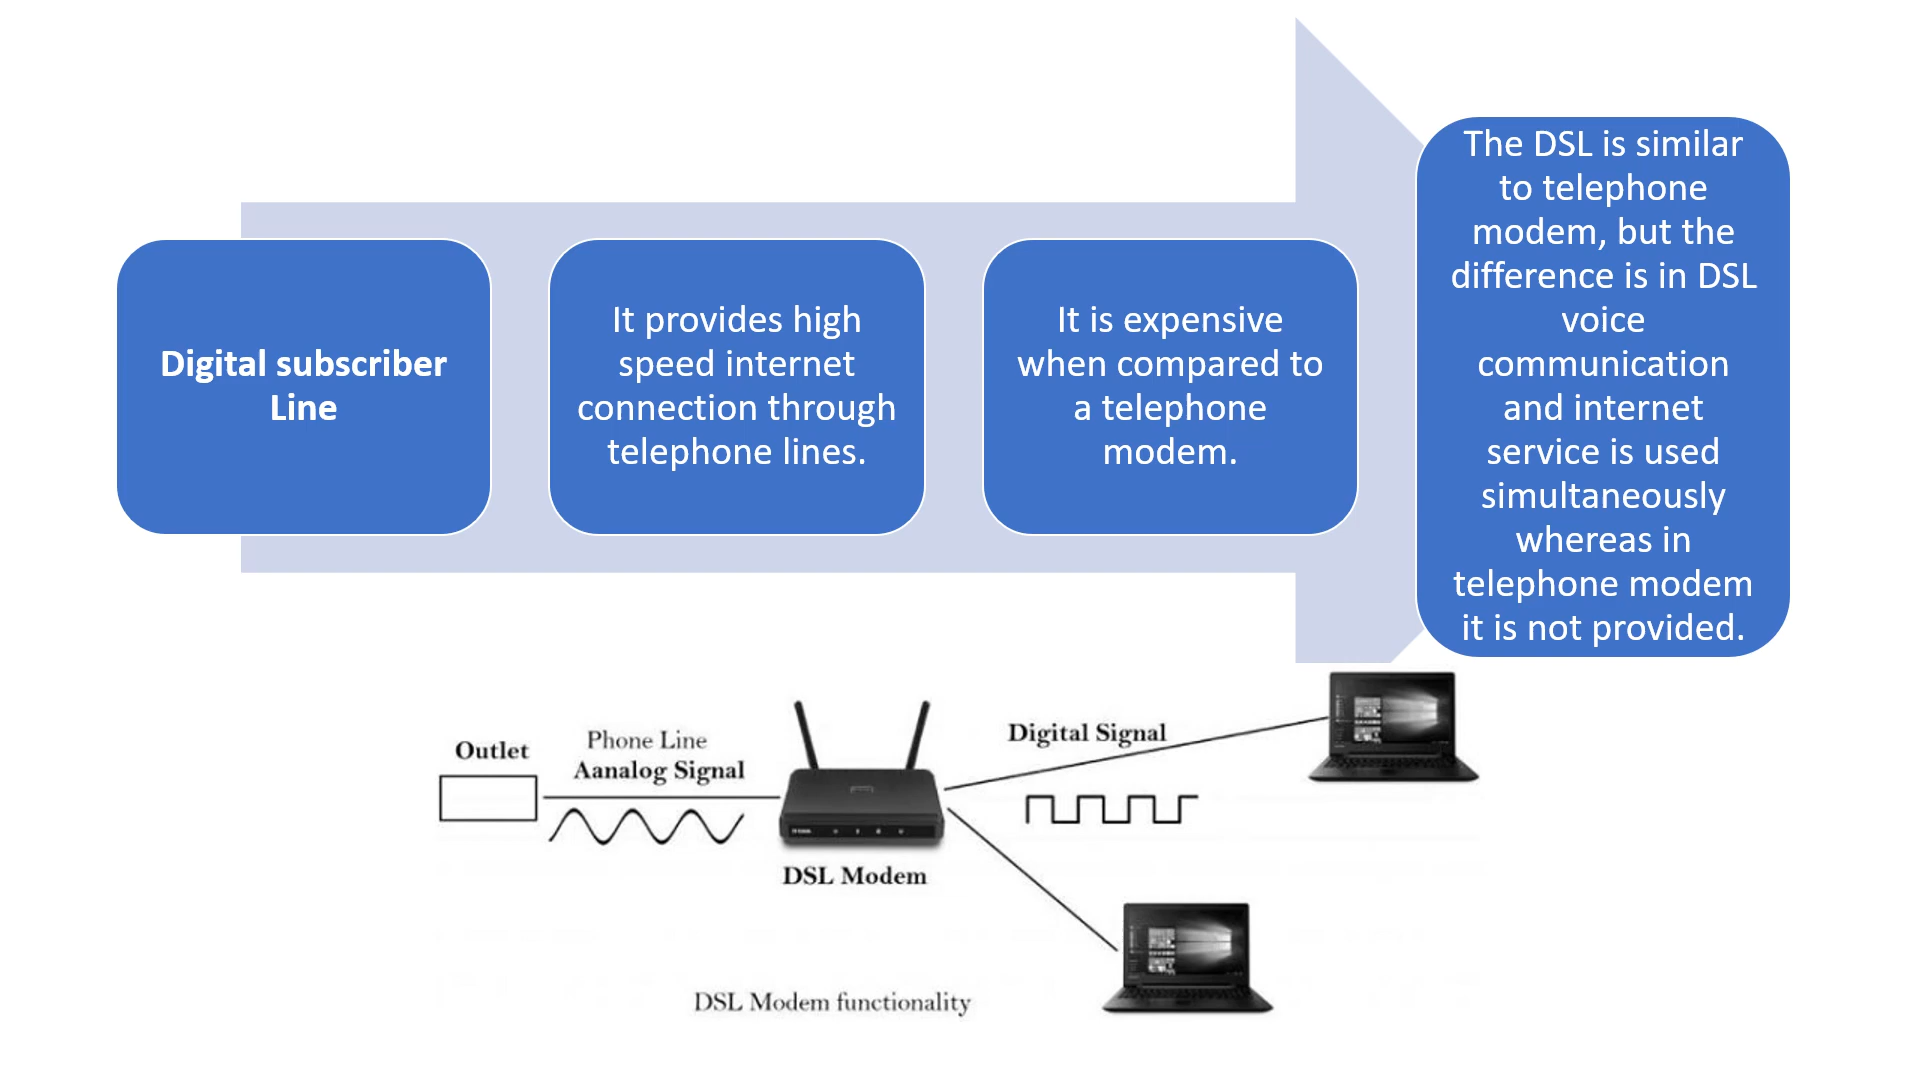 Digital subscriber
Line
It provides high
speed internet
connection through
telephone lines.
It is expensive
when compared to
a telephone
modem.
The DSL is similar
to telephone
modem, but the
difference is in DSL
voice
communication
and internet
service is used
simultaneously
whereas in
telephone modem
it is not provided.
Outlet
Phone Line
Aanalog Signal
DSL Modem
Digital Signal
DSL Modem functionality